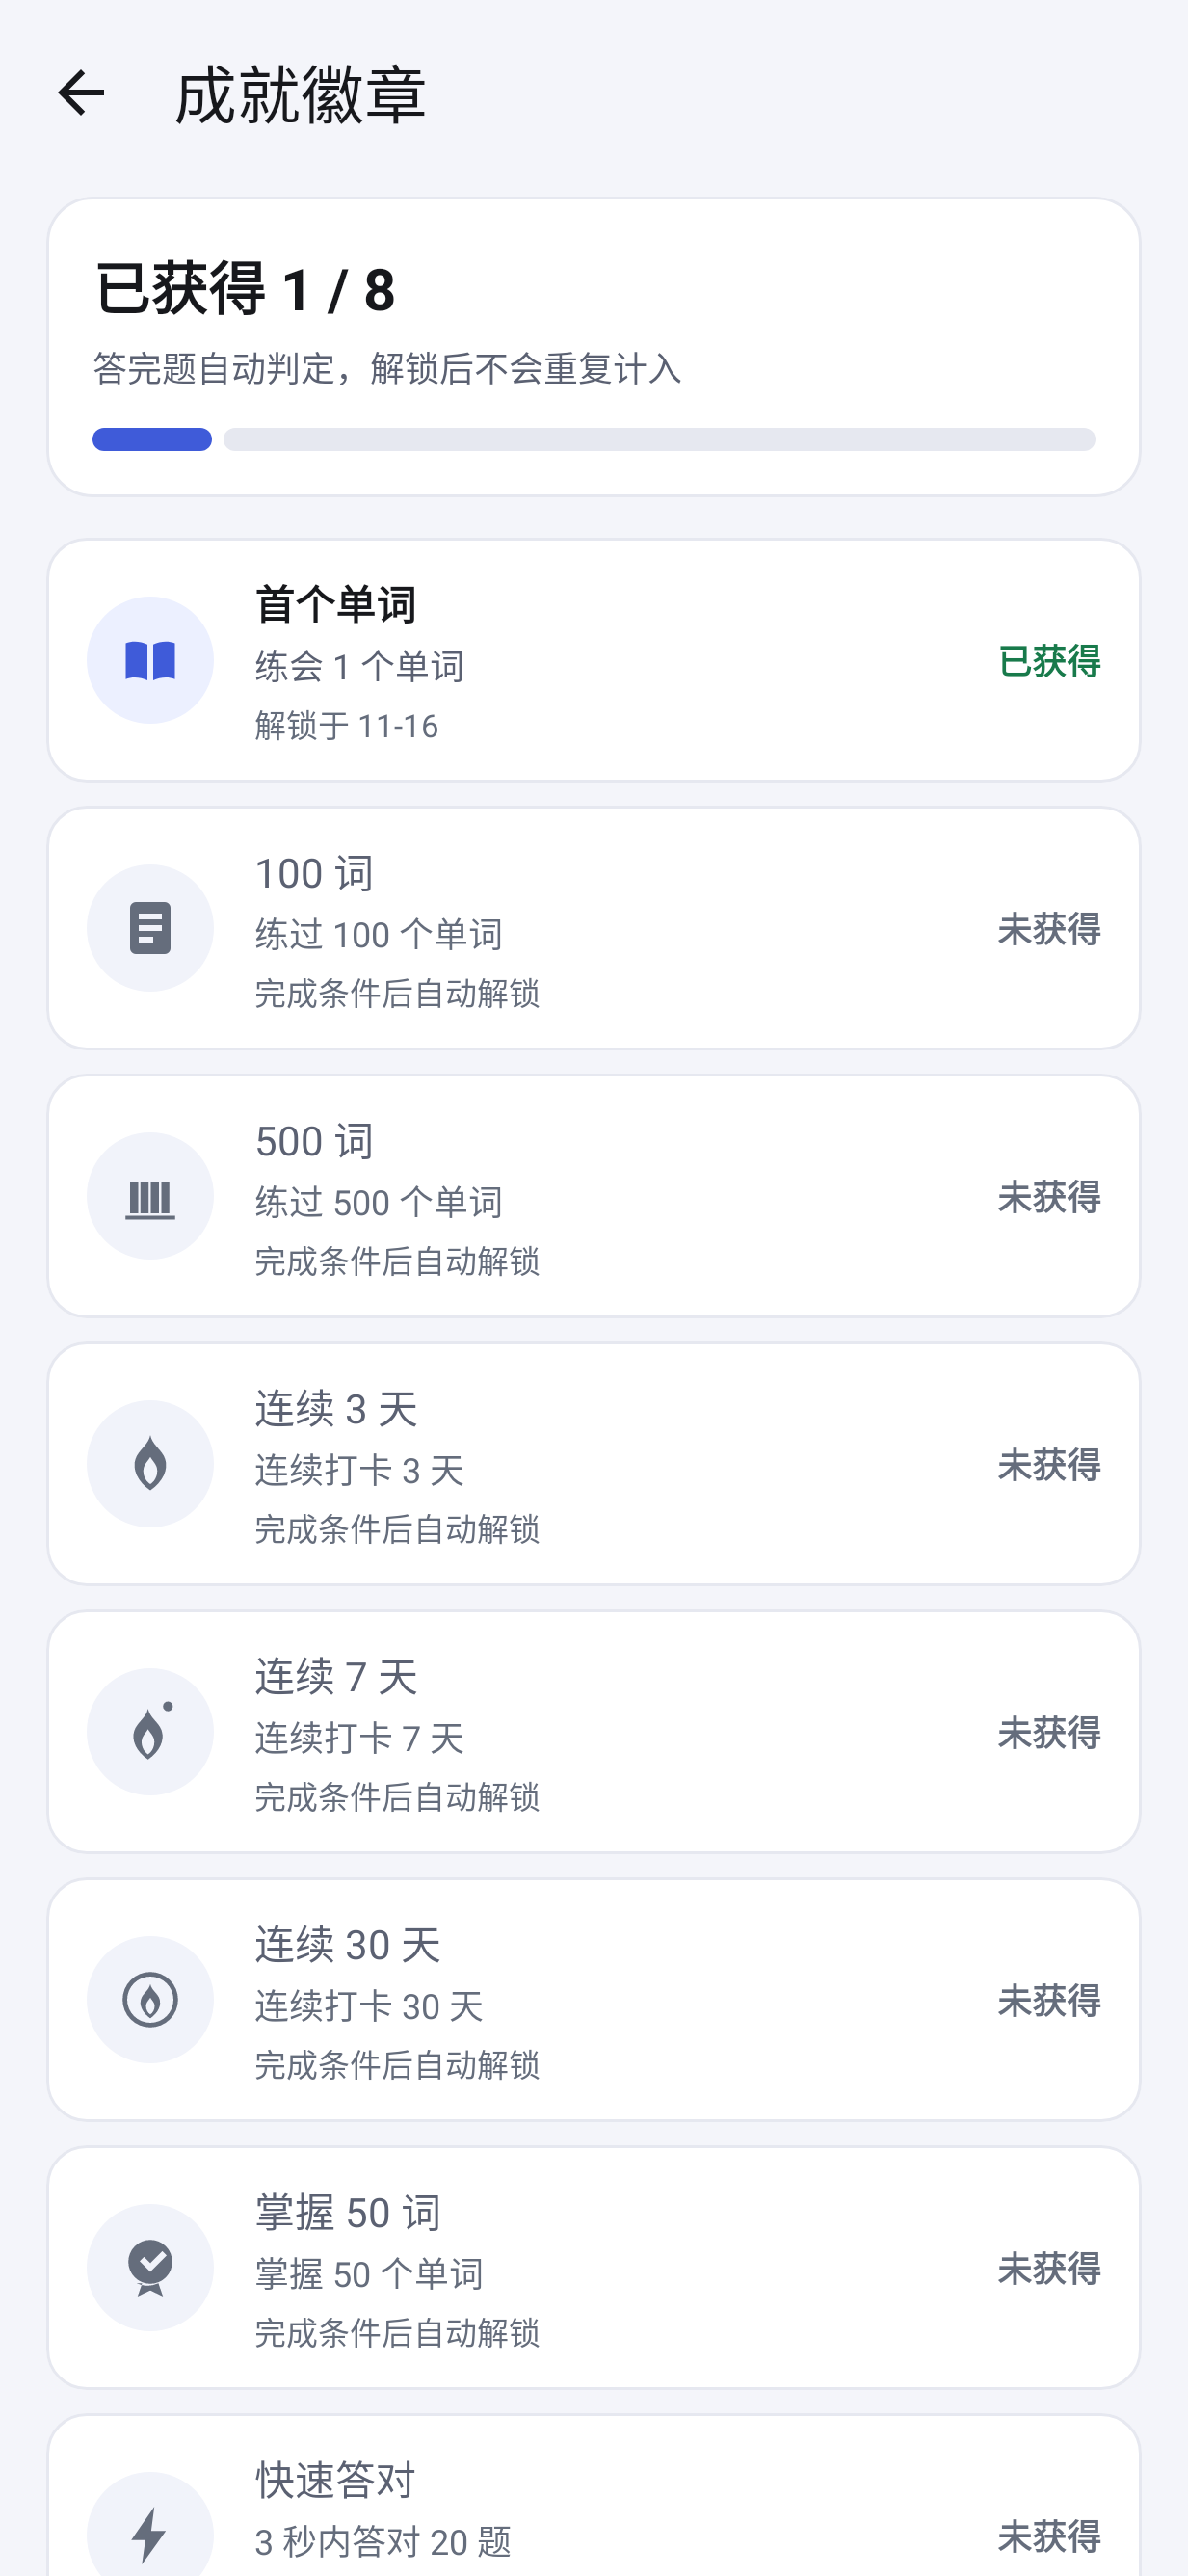 成就徽章
已获得 1 / 8
答完题自动判定，解锁后不会重复计入
首个单词
练会 1 个单词
已获得
解锁于 11-16
100 词
练过 100 个单词
未获得
完成条件后自动解锁
500 词
练过 500 个单词
未获得
完成条件后自动解锁
连续 3 天
连续打卡 3 天
未获得
完成条件后自动解锁
连续 7 天
连续打卡 7 天
未获得
完成条件后自动解锁
连续 30 天
连续打卡 30 天
未获得
完成条件后自动解锁
掌握 50 词
掌握 50 个单词
未获得
完成条件后自动解锁
快速答对
3 秒内答对 20 题
未获得